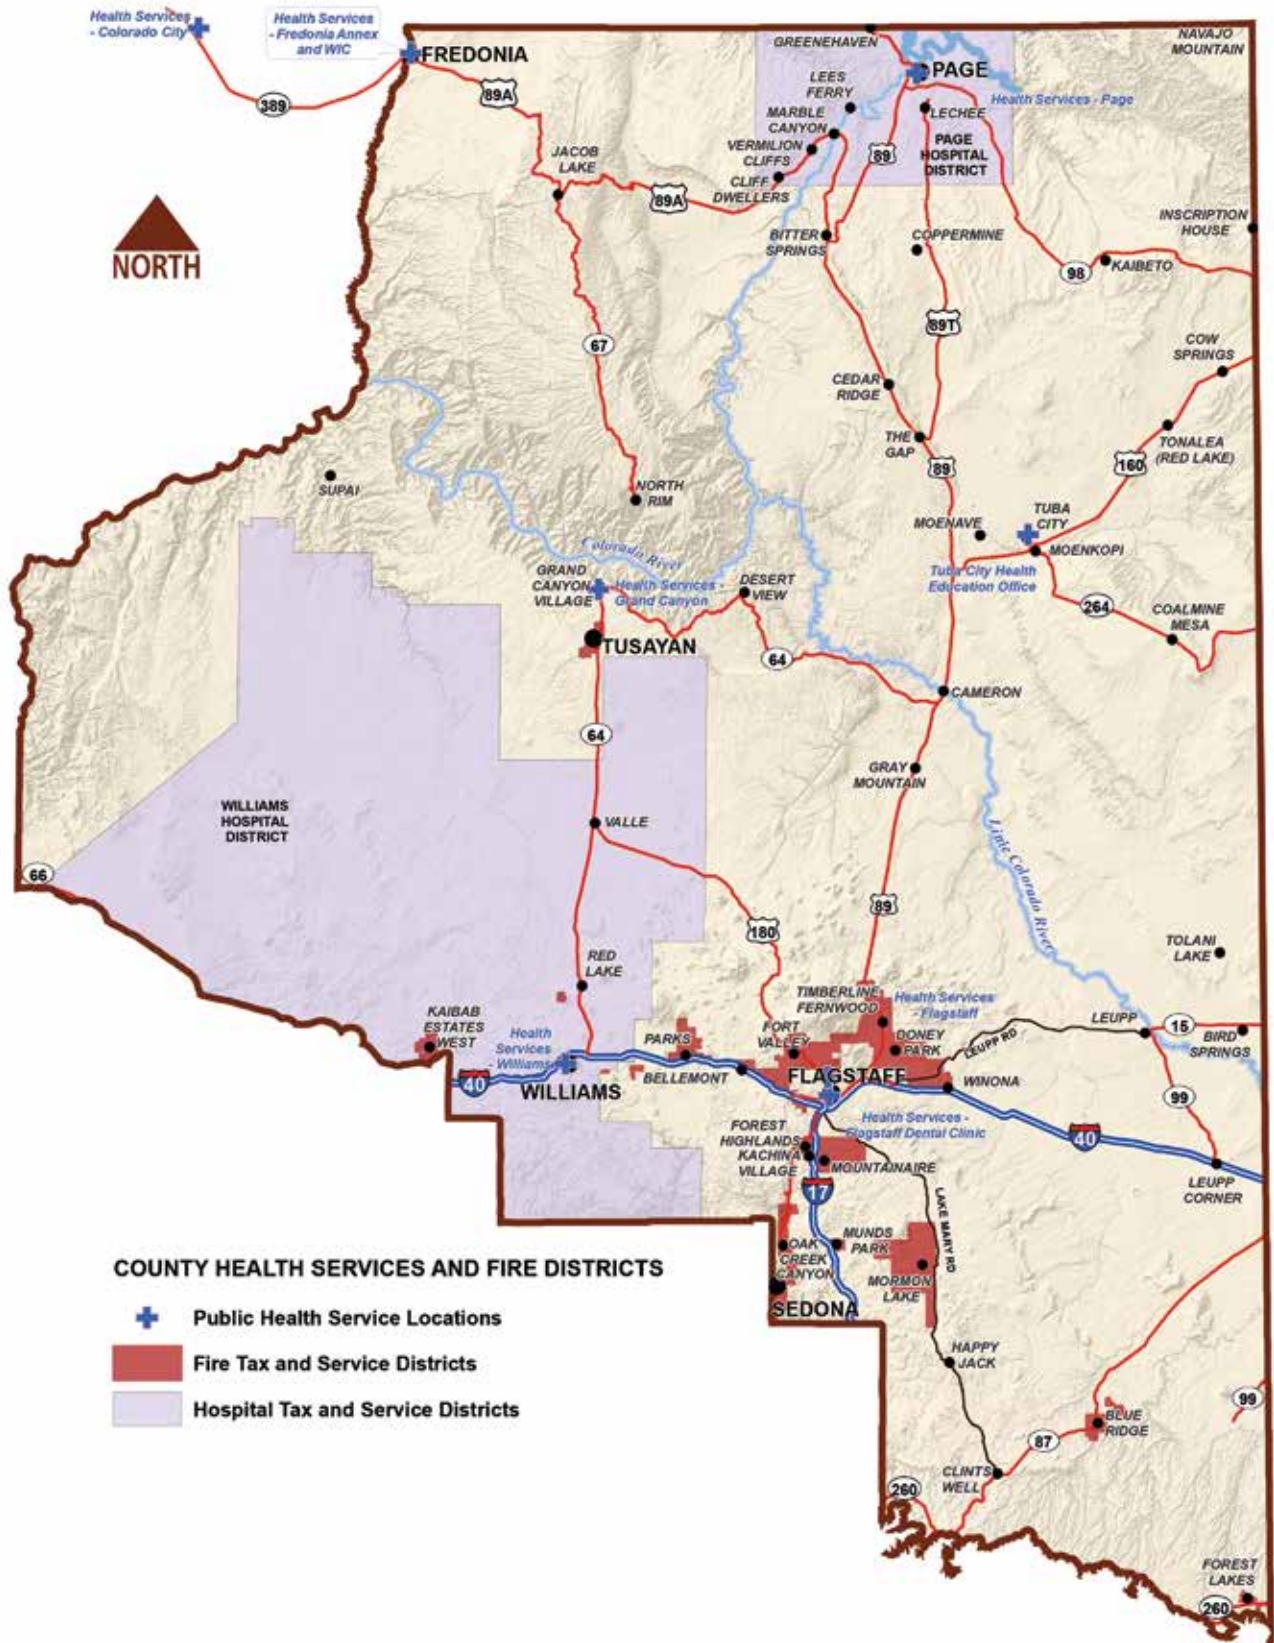 Health Services
- Colorado City
Health Services
- Fredonia Annex
and WIC
FREDONIA
389
89A
GREENEHAVEN
NAVAJO
MOUNTAIN
PAGE
LEES
FERRY
Health Services - Page
MARBLE
CANYON
LECHEE
VERMILION
CLIFFS
89
PAGE
HOSPITAL
DISTRICT
CLIFF
DWELLERS
JACOB
LAKE
89A
NORTH
INSCRIPTION
HOUSE
BITTER
SPRINGS
COPPERMINE
98
KAIBETO
89T
67
COW
SPRINGS
CEDAR
RIDGE
THE
GAP
89
TONALEA
(RED LAKE)
160
SUPAI
NORTH
RIM
TUBA
CITY
MOENAVE
MOENKOPI
Colorado River
GRAND
CANYON
VILLAGE
Health Services -
Grand Canyon
DESERT
VIEW
Tuba City Health
Education Office
264
COALMINE
MESA
TUSAYAN
64
CAMERON
64
GRAY
MOUNTAIN
WILLIAMS
HOSPITAL
DISTRICT
VALLE
Little Colorado River
66
89
180
TOLANI
LAKE
RED
LAKE
TIMBERLINE
FERNWOOD
Health Services
- Flagstaff
KAIBAB
ESTATES
WEST
Health
Services
- Williams
PARKS
FORT
VALLEY
DONEY
PARK
LEUPP RD
LEUPP
15
BIRD
SPRINGS
40
WILLIAMS
BELLEMONT
FLAGSTAFF
WINONA
99
Health Services -
Flagstaff Dental Clinic
40
FOREST
HIGHLANDS
KACHINA
VILLAGE
MOUNTAINAIRE
17
LEUPP
CORNER
LAKE MARY RD
OAK
CREEK
CANYON
MUNDS
PARK
MORMON
LAKE
SEDONA
COUNTY HEALTH SERVICES AND FIRE DISTRICTS
Public Health Service Locations
Fire Tax and Service Districts
Hospital Tax and Service Districts
HAPPY
JACK
99
BLUE
RIDGE
87
CLINTS
WELL
260
FOREST
LAKES
260